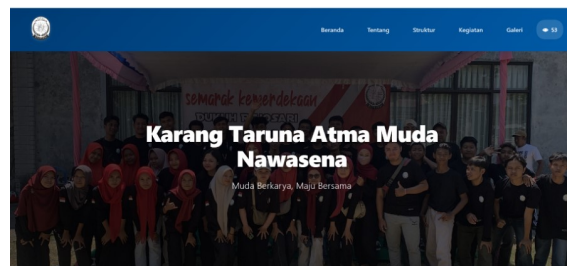 Beranda Tentang Struktur Kegiatan Galeri 53
semarak kemerdekaan
Karang Taruna Atma Muda
Nawasena
Muda Berkarya, Maju Bersama